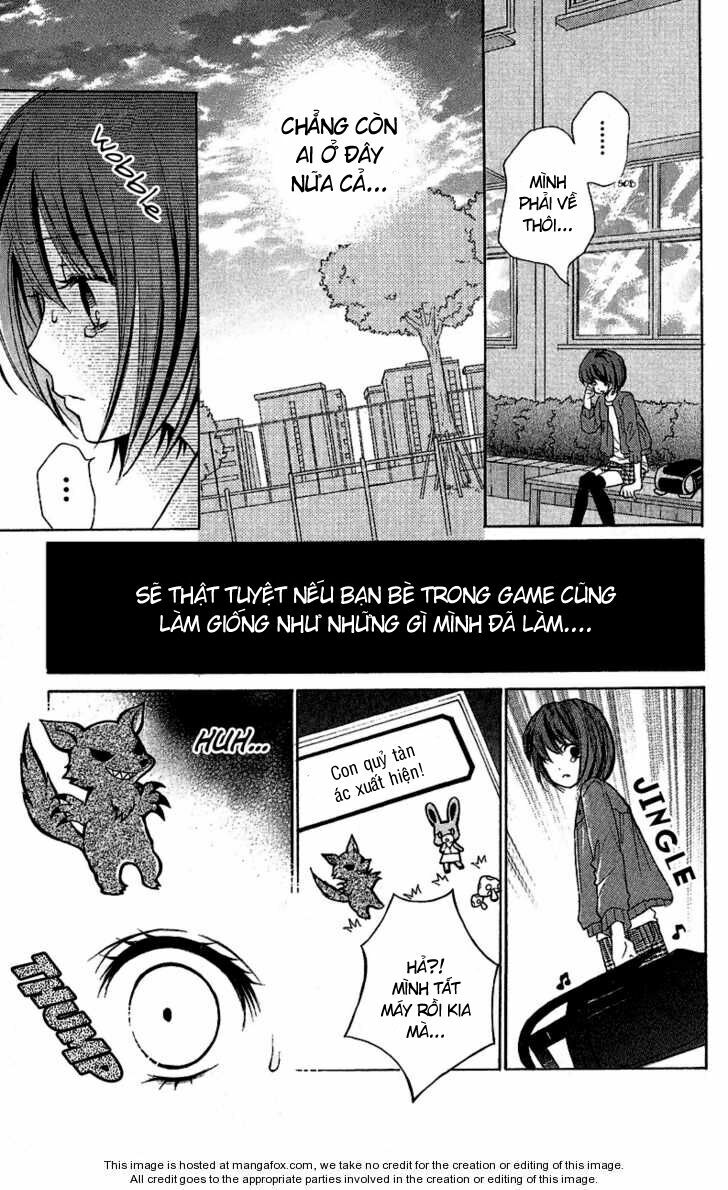 ....
MÌNH
PHẢI VỀ
THÔI...
SOB
CHẲNG CÒN
AI Ở ĐÂY
NỮA CẢ...
Wobble
...
SẼ THẬT TUYỆT NẾU BẠN BÈ TRONG GAME CŨNG
LÀM GIỐNG NHƯ NHỮNG GÌ MÌNH ĐÃ LÀM....
JINGLE
Con quỷ tàn
ác xuất hiện!
HẢ?!
MÌNH TẮT
MÁY RỒI KIA
MÀ...
HUH...
THUMP
This image is hosted at mangafox.com, we take no credit for the creation or editing of this image.
All credit goes to the appropriate parties involved in the creation or editing of this image.